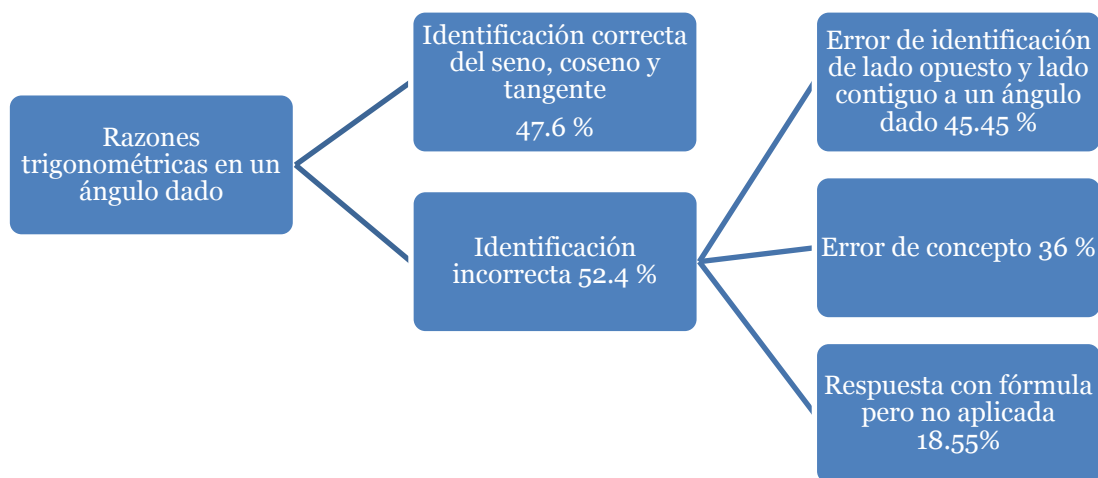 Razones
trigonométricas en un
ángulo dado
Identificación correcta
del seno, coseno y
tangente
47.6 %
Identificación
incorrecta 52.4 %
Error de identificación
de lado opuesto y lado
contiguo a un ángulo
dado 45.45 %
Error de concepto 36 %
Respuesta con fórmula
pero no aplicada
18.55%